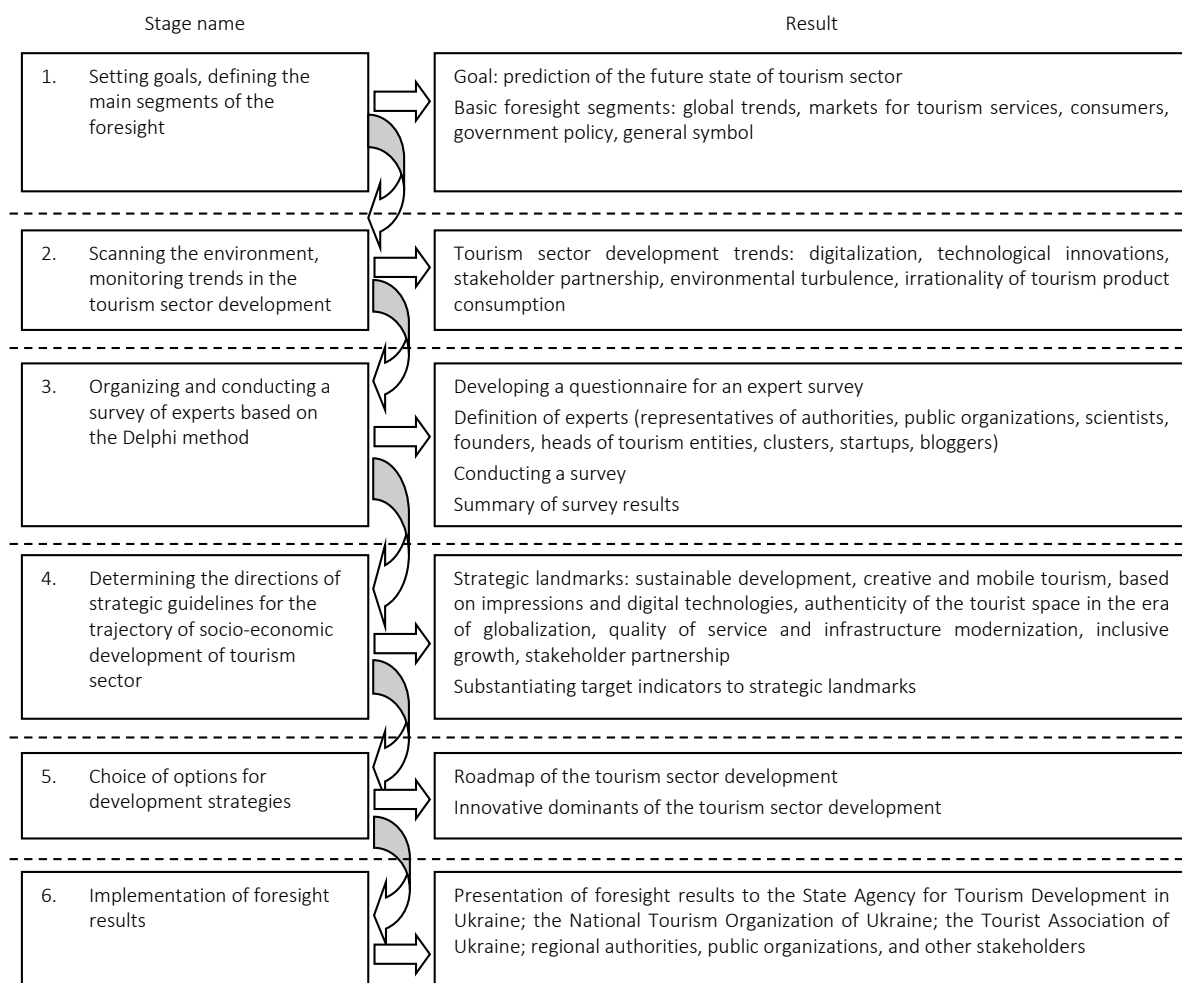 Stage name
Result
1. Setting goals, defining the
main segments of the
foresight
Goal: prediction of the future state of tourism sector
Basic foresight segments: global trends, markets for tourism services, consumers,
government policy, general symbol
2. Scanning the environment,
monitoring trends in the
tourism sector development
Tourism sector development trends: digitalization, technological innovations,
stakeholder partnership, environmental turbulence, irrationality of tourism product
consumption
3. Organizing and conducting a
survey of experts based on
the Delphi method
Developing a questionnaire for an expert survey
Definition of experts (representatives of authorities, public organizations, scientists,
founders, heads of tourism entities, clusters, startups, bloggers)
Conducting a survey
Summary of survey results
4. Determining the directions of
strategic guidelines for the
trajectory of socio-economic
development of tourism
sector
Strategic landmarks: sustainable development, creative and mobile tourism, based
on impressions and digital technologies, authenticity of the tourist space in the era
of globalization, quality of service and infrastructure modernization, inclusive
growth, stakeholder partnership
Substantiating target indicators to strategic landmarks
5. Choice of options for
development strategies
Roadmap of the tourism sector development
Innovative dominants of the tourism sector development
6. Implementation of foresight
results
Presentation of foresight results to the State Agency for Tourism Development in
Ukraine; the National Tourism Organization of Ukraine; the Tourist Association of
Ukraine; regional authorities, public organizations, and other stakeholders